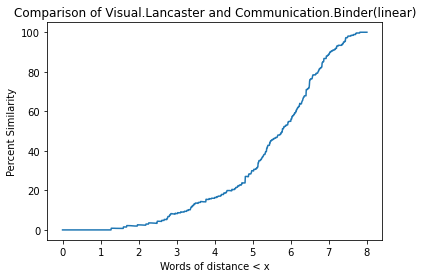 Comparison of Visual.Lancaster and Communication.Binder(linear)
100
80
60
40
20
0
Percent Similarity
0 1 2 3 4 5 6 7 8
Words of distance < x